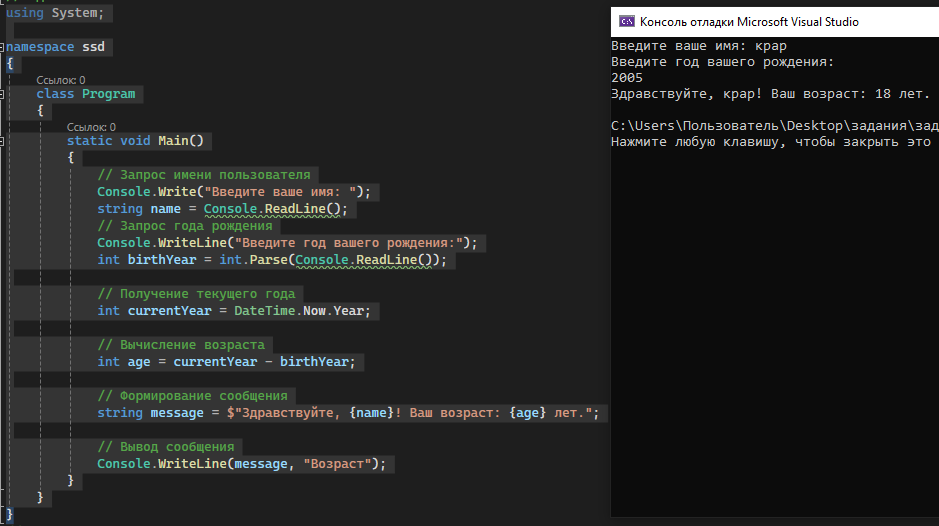 using System;
namespace ssd
{
Ссылок: 0
class Program
{
Ссылок: 0
static void Main()
{
// Запрос имени пользователя
Console.Write("Введите ваше имя: ");
string name = Console.ReadLine();
// Запрос года рождения
Console.WriteLine("Введите год вашего рождения:");
int birthYear = int.Parse(Console.ReadLine());
// Получение текущего года
int currentYear = DateTime.Now.Year;
// Вычисление возраста
int age = currentYear - birthYear;
// Формирование сообщения
string message = $"Здравствуйте, {name}! Ваш возраст: {age} лет.";
// Вывод сообщения
Console.WriteLine(message, "Возраст");
}
}
}
Консоль отладки Microsoft Visual Studio
Введите ваше имя: крар
Введите год вашего рождения:
2005
Здравствуйте, крар! Ваш возраст: 18 лет.
C:\Users\Пользователь\Desktop\задания\зад
Нажмите любую клавишу, чтобы закрыть это